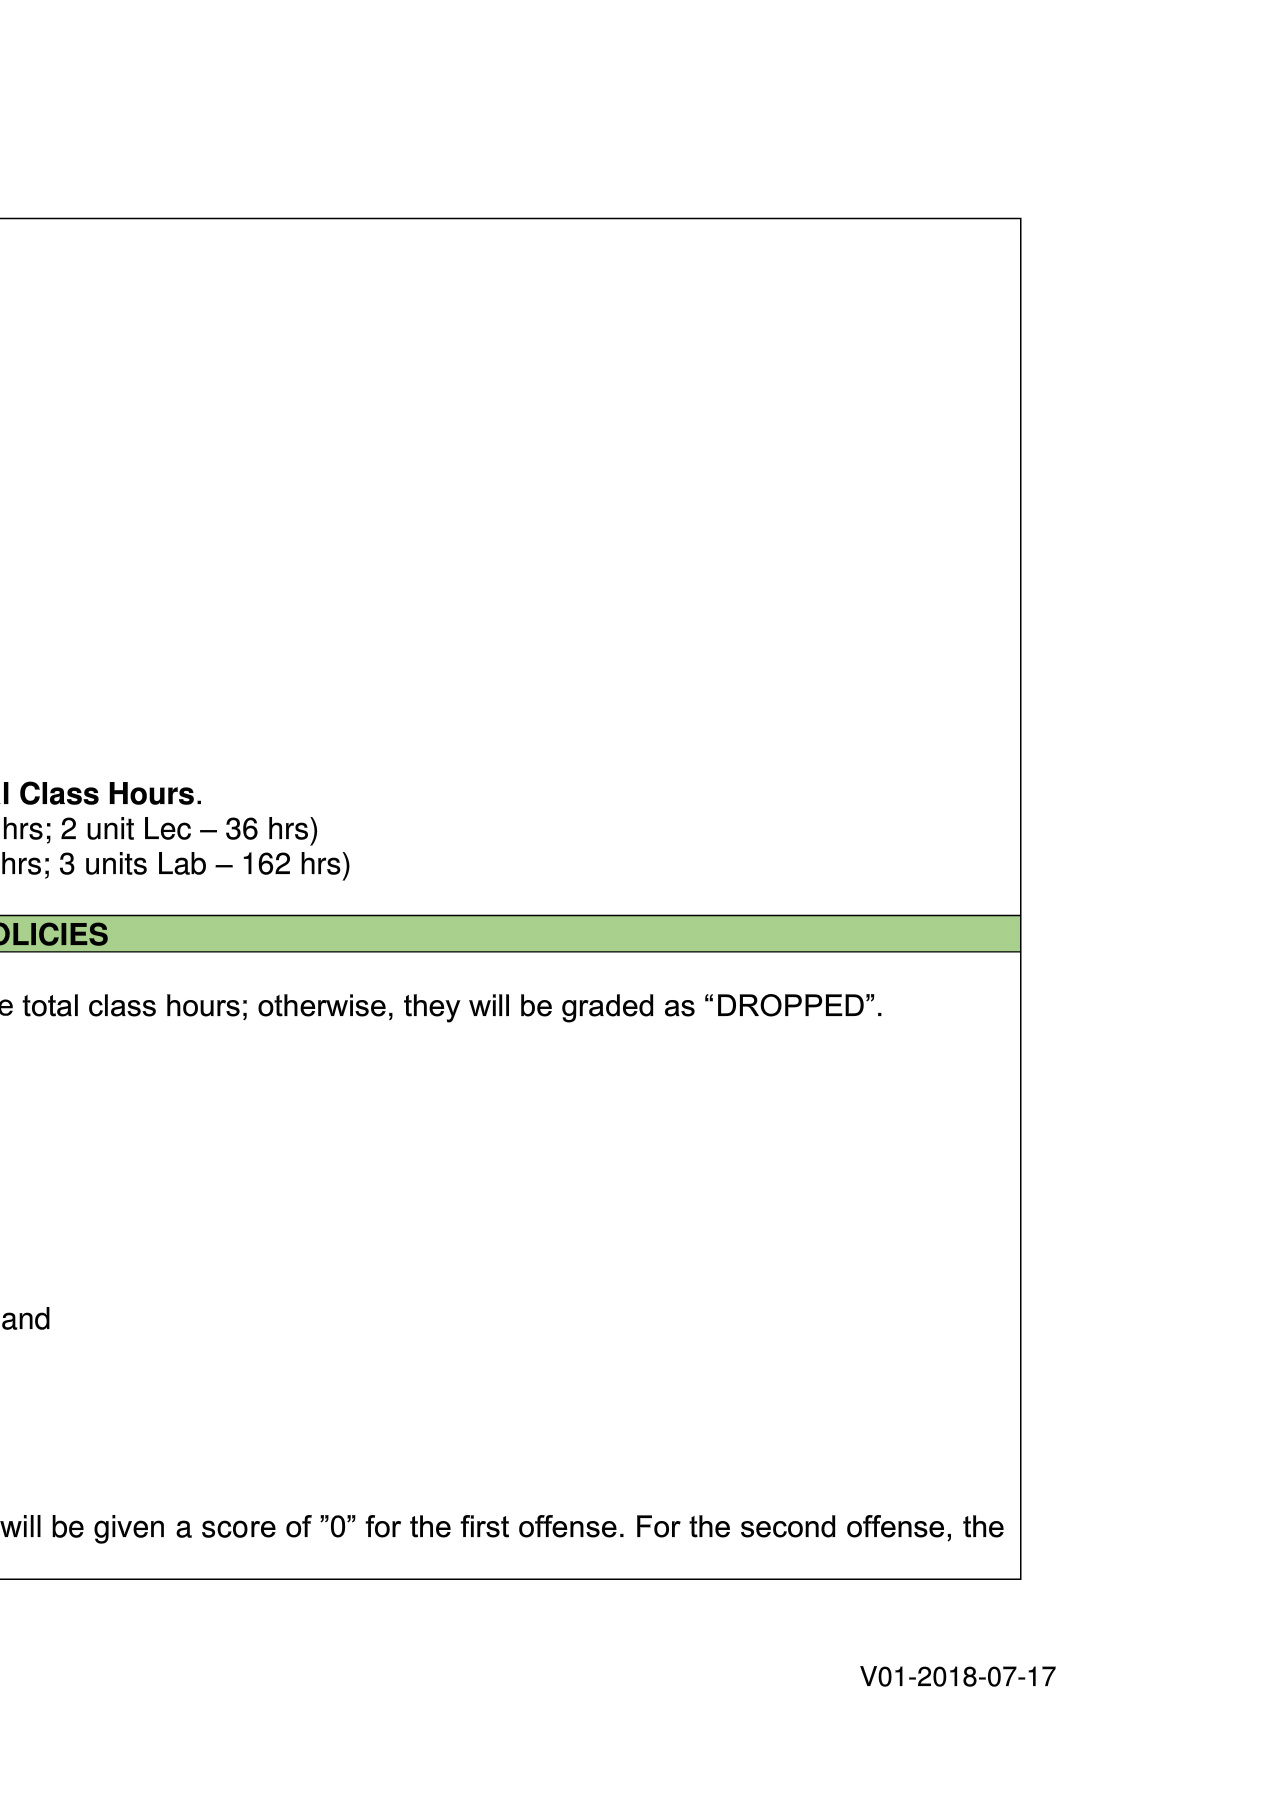 l Class Hours.
hrs; 2 unit Lec – 36 hrs)
hrs; 3 units Lab – 162 hrs)
OLICIES
e total class hours; otherwise, they will be graded as “DROPPED”.
and
will be given a score of ”0” for the first offense. For the second offense, the
V01-2018-07-17